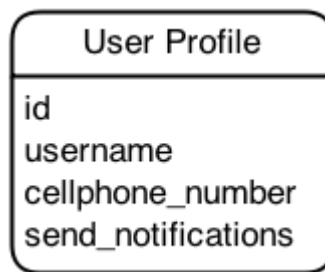 User Profile
id
username
cellphone_number
send_notifications